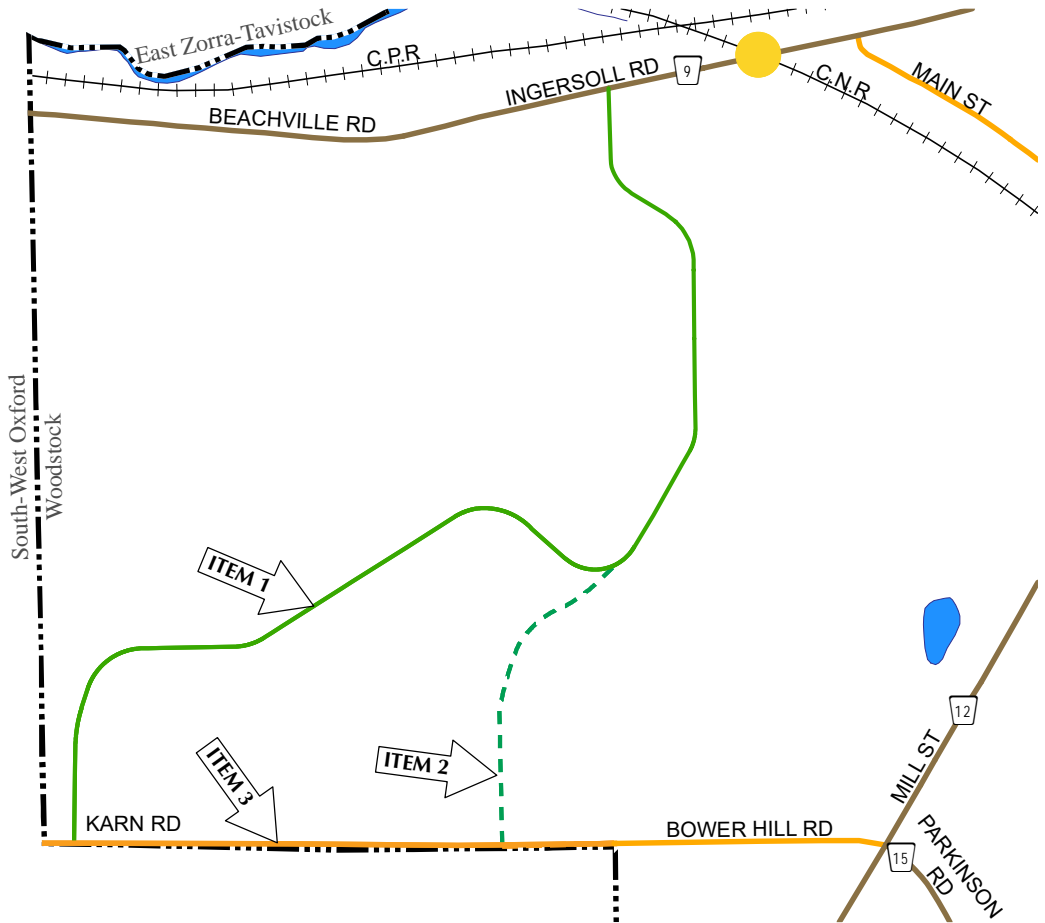 East Zorra-Tavistock
C.P.R
INGERSOLL RD
9
C.N.R
MAIN ST
BEACHVILLE RD
South-West Oxford
Woodstock
ITEM 1
ITEM 2
ITEM 3
12
MILL ST
KARN RD
BOWER HILL RD
15
PARKINSON
RD